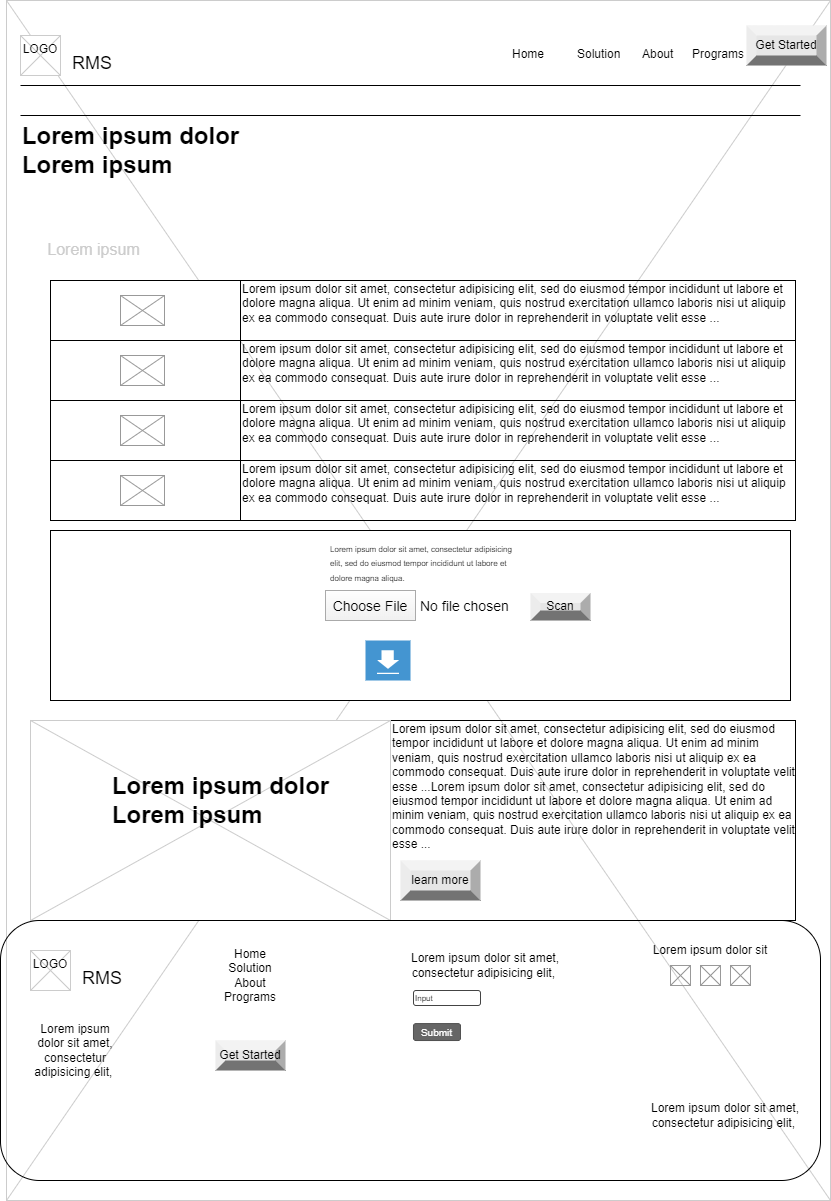 LOGO
RMS
Home
Solution
About
Programs
Get Started
Lorem ipsum dolor
Lorem ipsum
Lorem ipsum
Lorem ipsum dolor sit amet, consectetur adipisicing elit, sed do eiusmod tempor incididunt ut labore et
dolore magna aliqua. Ut enim ad minim veniam, quis nostrud exercitation ullamco laboris nisi ut aliquip
ex ea commodo consequat. Duis aute irure dolor in reprehenderit in voluptate velit esse ...
Lorem ipsum dolor sit amet, consectetur adipisicing elit, sed do eiusmod tempor incididunt ut labore et
dolore magna aliqua. Ut enim ad minim veniam, quis nostrud exercitation ullamco laboris nisi ut aliquip
ex ea commodo consequat. Duis aute irure dolor in reprehenderit in voluptate velit esse ...
Lorem ipsum dolor sit amet, consectetur adipisicing elit, sed do eiusmod tempor incididunt ut labore et
dolore magna aliqua. Ut enim ad minim veniam, quis nostrud exercitation ullamco laboris nisi ut aliquip
ex ea commodo consequat. Duis aute irure dolor in reprehenderit in voluptate velit esse ...
Lorem ipsum dolor sit amet, consectetur adipisicing elit, sed do eiusmod tempor incididunt ut labore et
dolore magna aliqua. Ut enim ad minim veniam, quis nostrud exercitation ullamco laboris nisi ut aliquip
ex ea commodo consequat. Duis aute irure dolor in reprehenderit in voluptate velit esse ...
Lorem ipsum dolor sit amet, consectetur adipisicing
elit, sed do eiusmod tempor incididunt ut labore et
dolore magna aliqua.
Choose File No file chosen
Scan
Lorem ipsum dolor
Lorem ipsum
Lorem ipsum dolor sit amet, consectetur adipisicing elit, sed do eiusmod
tempor incididunt ut labore et dolore magna aliqua. Ut enim ad minim
veniam, quis nostrud exercitation ullamco laboris nisi ut aliquip ex ea
commodo consequat. Duis aute irure dolor in reprehenderit in voluptate velit
esse ...Lorem ipsum dolor sit amet, consectetur adipisicing elit, sed do
eiusmod tempor incididunt ut labore et dolore magna aliqua. Ut enim ad
minim veniam, quis nostrud exercitation ullamco laboris nisi ut aliquip ex ea
commodo consequat. Duis aute irure dolor in reprehenderit in voluptate velit
esse ...
learn more
LOGO
RMS
Lorem ipsum
dolor sit amet,
consectetur
adipisicing elit,
Home
Solution
About
Programs
Get Started
Lorem ipsum dolor sit amet,
consectetur adipisicing elit,
Input
Submit
Lorem ipsum dolor sit
Lorem ipsum dolor sit amet,
consectetur adipisicing elit,